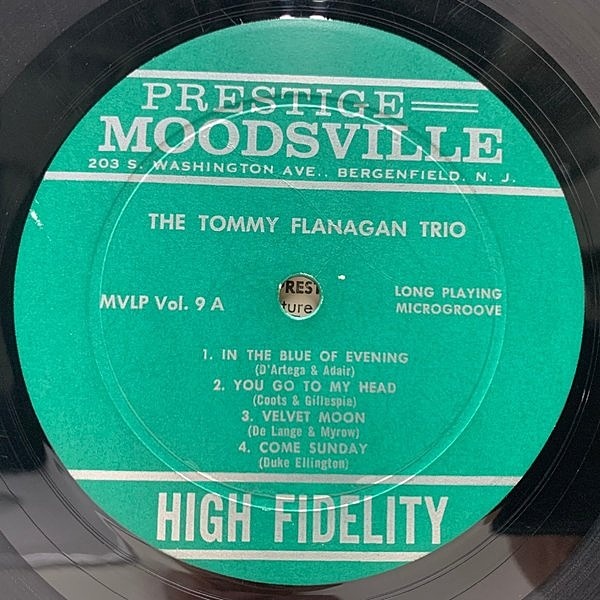 PRESTIGE
MOODSVILLE
203 S. WASHINGTON AVE., BERGENFIELD, N. J.
THE TOMMY FLANAGAN TRIO
MVLP Vol. 9 A
LONG PLAYING
MICROGROOVE
REST
ture
1. IN THE BLUE OF EVENING
(D'Artega & Adair)
2. YOU GO TO MY HEAD
(Coots & Gillespie)
3. VELVET MOON
(De Lange & Myrow)
4. COME SUNDAY
(Duke Ellington)
HIGH FIDELITY